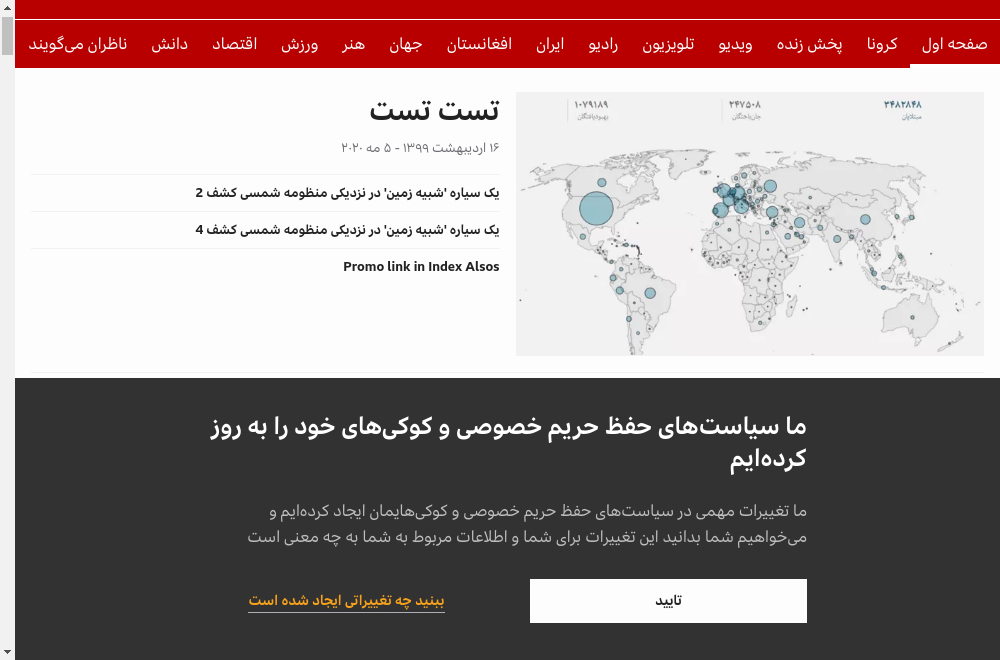 صفحه اول کرونا پخش زنده ویدیو تلویزیون رادیو ایران افغانستان جهان هنر ورزش اقتصاد دانش ناظران می‌گویند
۳۴۸۲۸۴۸ ۲۴۷۵۰۸ ۱۰۷۹۱۸۹
مبتلایان جان‌باختگان بهبودیافتگان
تست تست
۱۶ اردیبهشت ۱۳۹۹ - ۵ مه ۲۰۲۰
یک سیاره 'شبیه زمین' در نزدیکی منظومه شمسی کشف 2
یک سیاره 'شبیه زمین' در نزدیکی منظومه شمسی کشف 4
Promo link in Index Alsos
ما سیاست‌های حفظ حریم خصوصی و کوکی‌های خود را به روز
کرده‌ایم
ما تغییرات مهمی در سیاست‌های حفظ حریم خصوصی و کوکی‌هایمان ایجاد کرده‌ایم و
می‌خواهیم شما بدانید این تغییرات برای شما و اطلاعات مربوط به شما به چه معنی است
تایید
ببنید چه تغییراتی ایجاد شده است